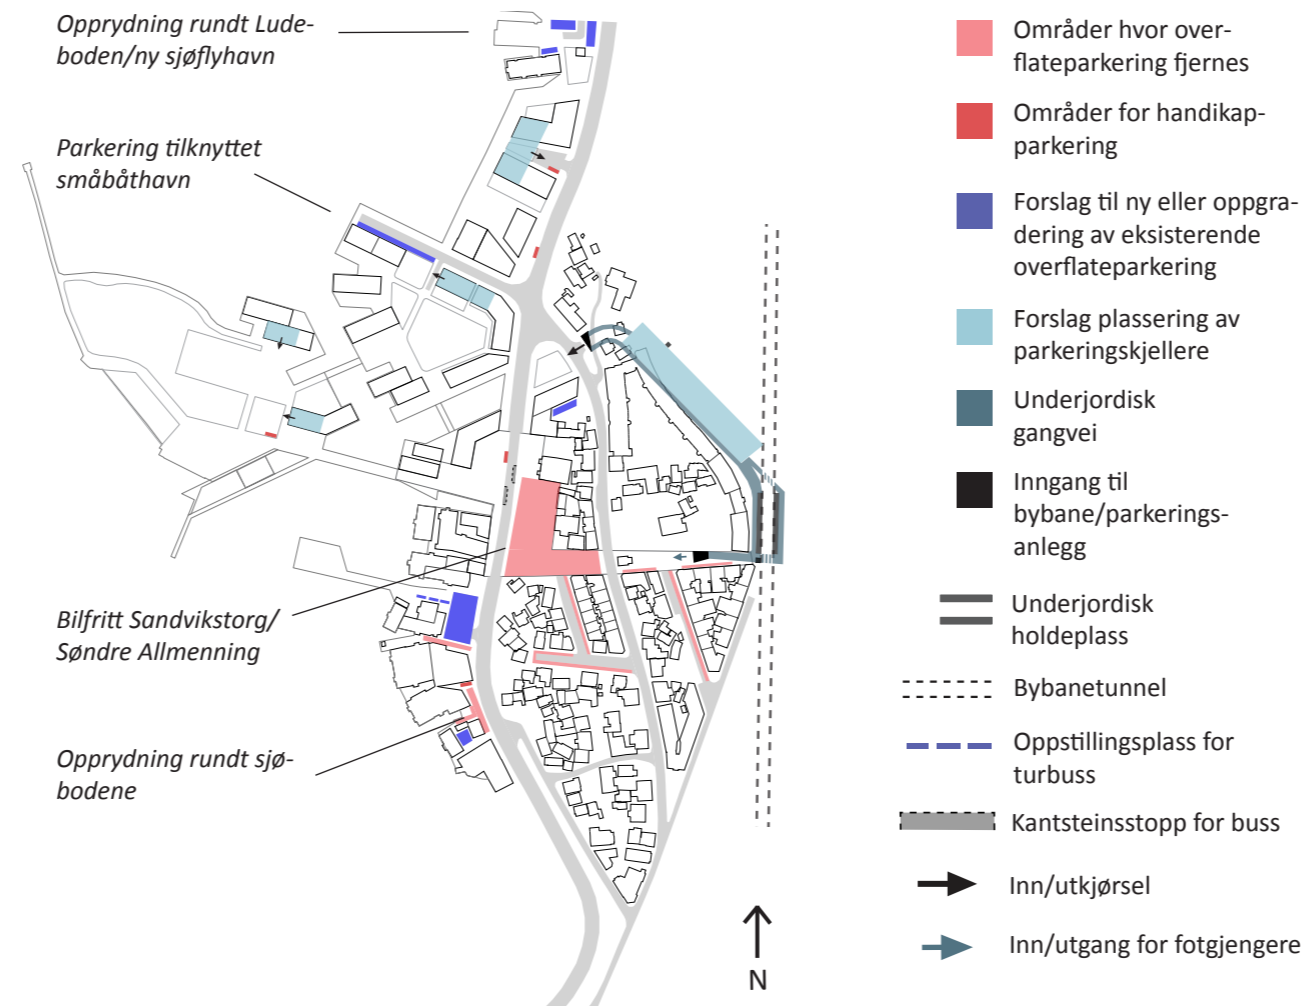 Opprydning rundt Lude-
boden/ny sjøflyhavn
Parkering tilknyttet
småbåthavn
Bilfritt Sandvikstorg/
Søndre Allmenning
Opprydning rundt sjø-
bodene
N
Områder hvor over-
flateparkering fjernes
Områder for handikap-
parkering
Forslag til ny eller oppgra-
dering av eksisterende
overflateparkering
Forslag plassering av
parkeringskjellere
Underjordisk
gangvei
Inngang til
bybane/parkerings-
anlegg
Underjordisk
holdeplass
Bybanetunnel
Oppstillingsplass for
turbuss
Kantsteinsstopp for buss
Inn/utkjørsel
Inn/utgang for fotgjengere